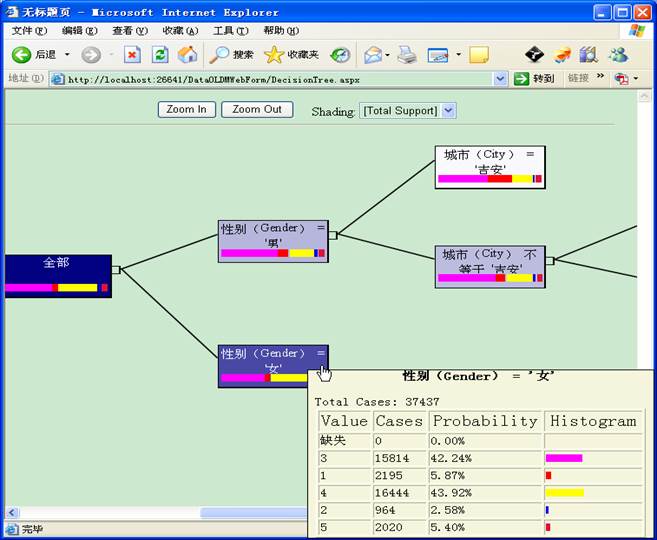 无标题页 - Microsoft Internet Explorer
文件(F) 编辑(E) 查看(V) 收藏(A) 工具(T) 帮助(H)
后退 搜索 收藏夹
地址(D) http://localhost:26641/DataOLDMWebForm/DecisionTree.aspx 转到 链接 »
Zoom In Zoom Out Shading: [Total Support]
城市（City） =
'吉安'
性别（Gender） =
'男'
全部
城市（City） 不
等于 '吉安'
性别（Gender） =
'女'
性别（Gender） = '女'
Total Cases: 37437
Value Cases Probability Histogram
缺失 0 0.00%
3 15814 42.24%
1 2195 5.87%
4 16444 43.92%
2 964 2.58%
5 2020 5.40%
完毕